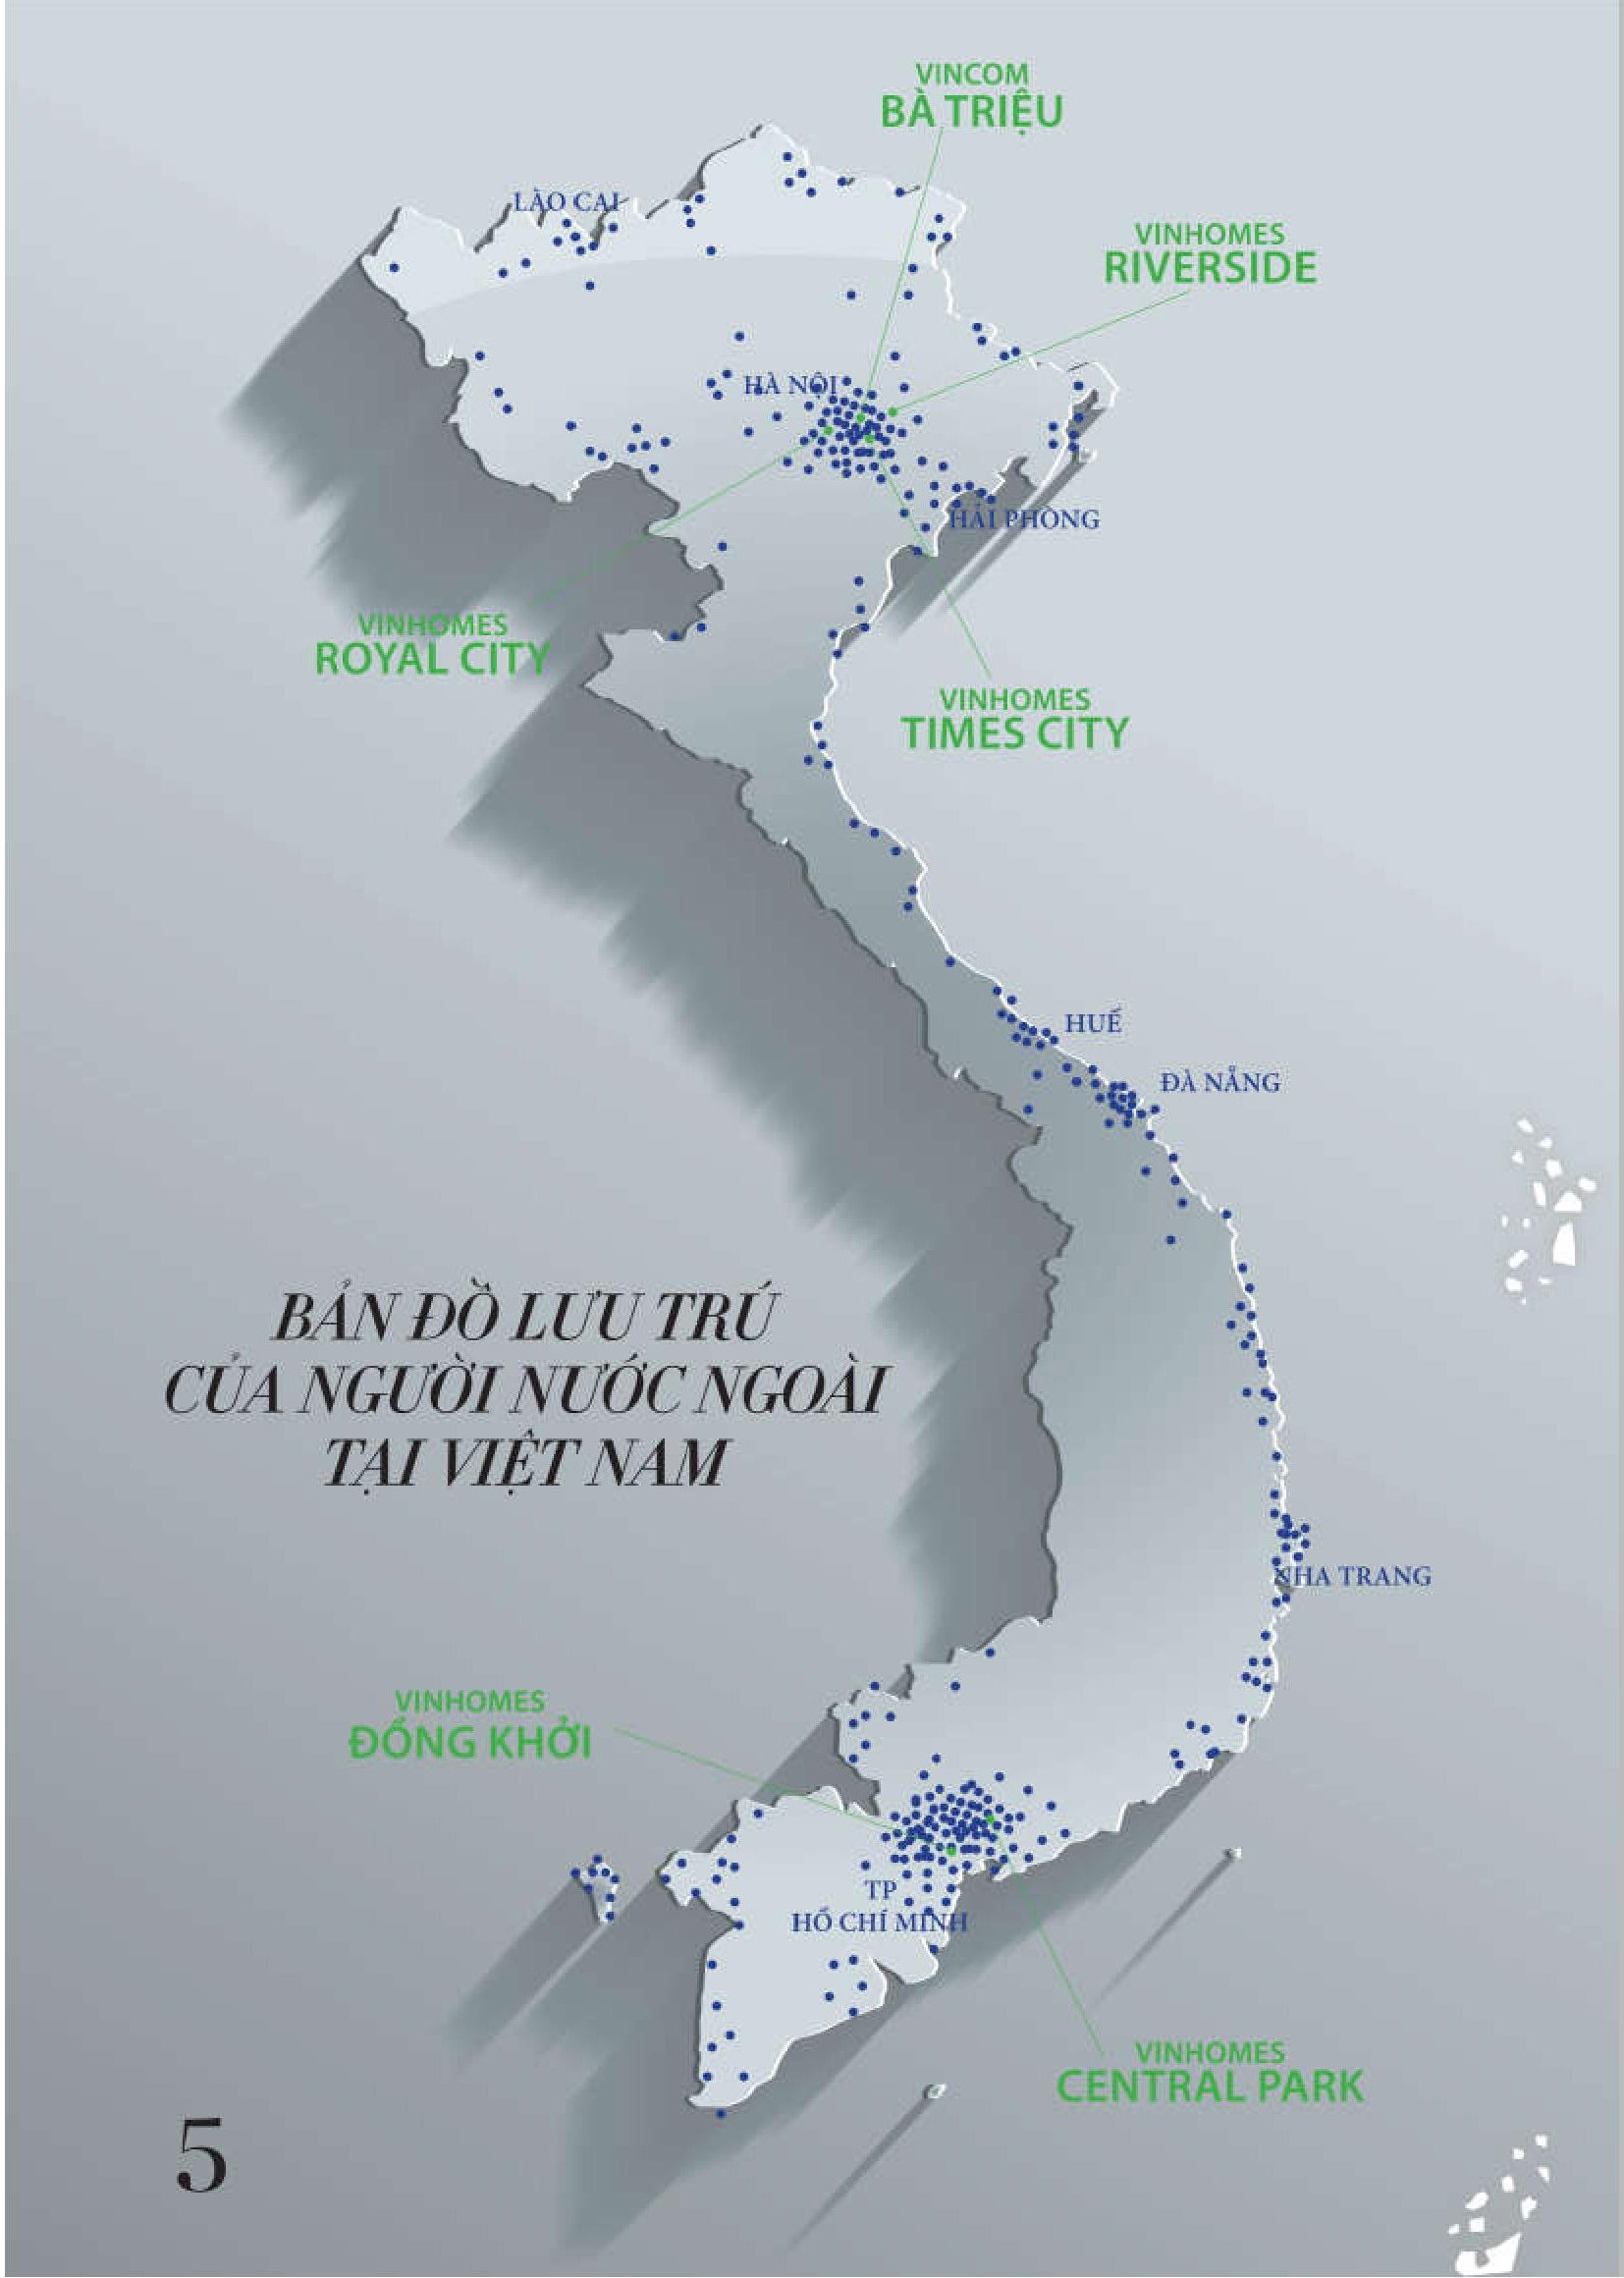 VINCOM
BÀ TRIỆU
LÀO CAI
VINHOMES
RIVERSIDE
HÀ NỘI
HẢI PHÒNG
VINHOMES
ROYAL CITY
VINHOMES
TIMES CITY
HUẾ
ĐÀ NẴNG
BẢN ĐỒ LƯU TRÚ
CỦA NGƯỜI NƯỚC NGOÀI
TẠI VIỆT NAM
NHA TRANG
VINHOMES
ĐỒNG KHỞI
TP
HỒ CHÍ MINH
VINHOMES
CENTRAL PARK
5